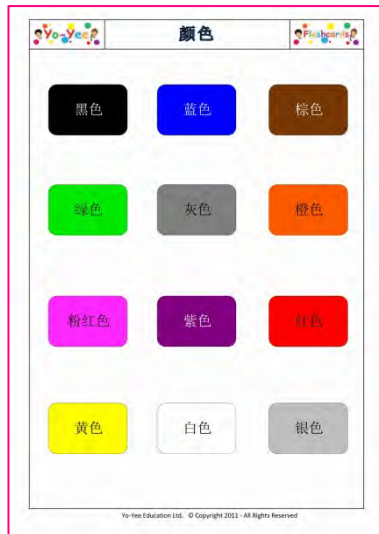 Yo-Yee
颜色
Flashcards
黑色
蓝色
棕色
绿色
灰色
橙色
粉红色
紫色
红色
黄色
白色
银色
Yo-Yee Education Ltd. © Copyright 2011 - All Rights Reserved